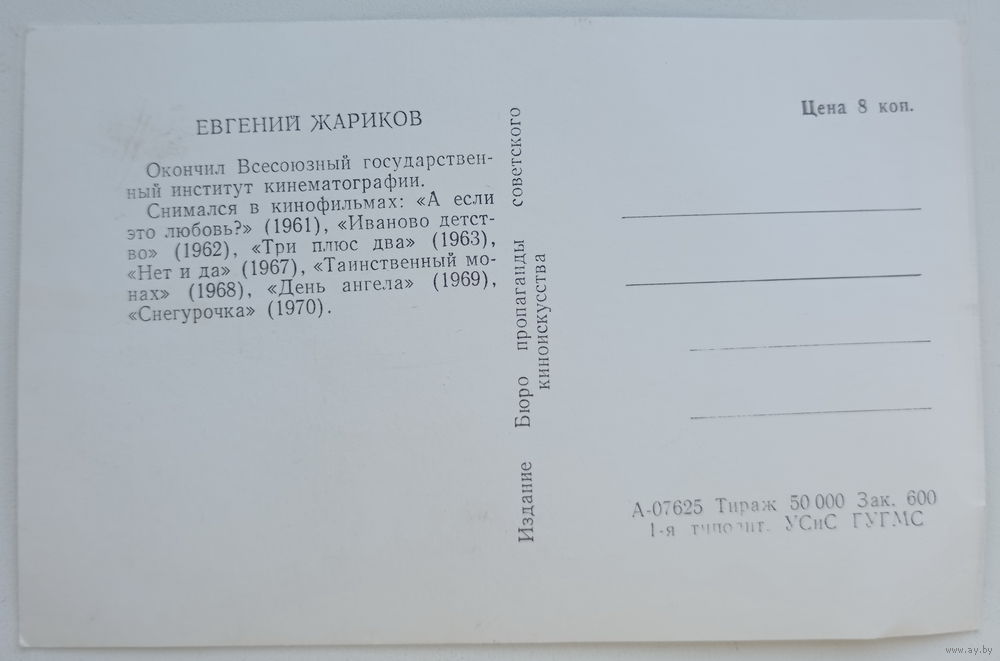 ЕВГЕНИЙ ЖАРИКОВ
Окончил Всесоюзный государствен-
ный институт кинематографии.
Снимался в кинофильмах: «А если
это любовь?» (1961), «Иваново детст-
во» (1962), «Три плюс два» (1963),
«Нет и да» (1967), «Таинственный мо-
нах» (1968), «День ангела» (1969),
«Снегурочка» (1970).
Издание Бюро пропаганды советского
киноискусства
Цена 8 коп.
А-07625 Тираж 50 000 Зак. 600
1-я УСиС ГУГМС
www.ay.by